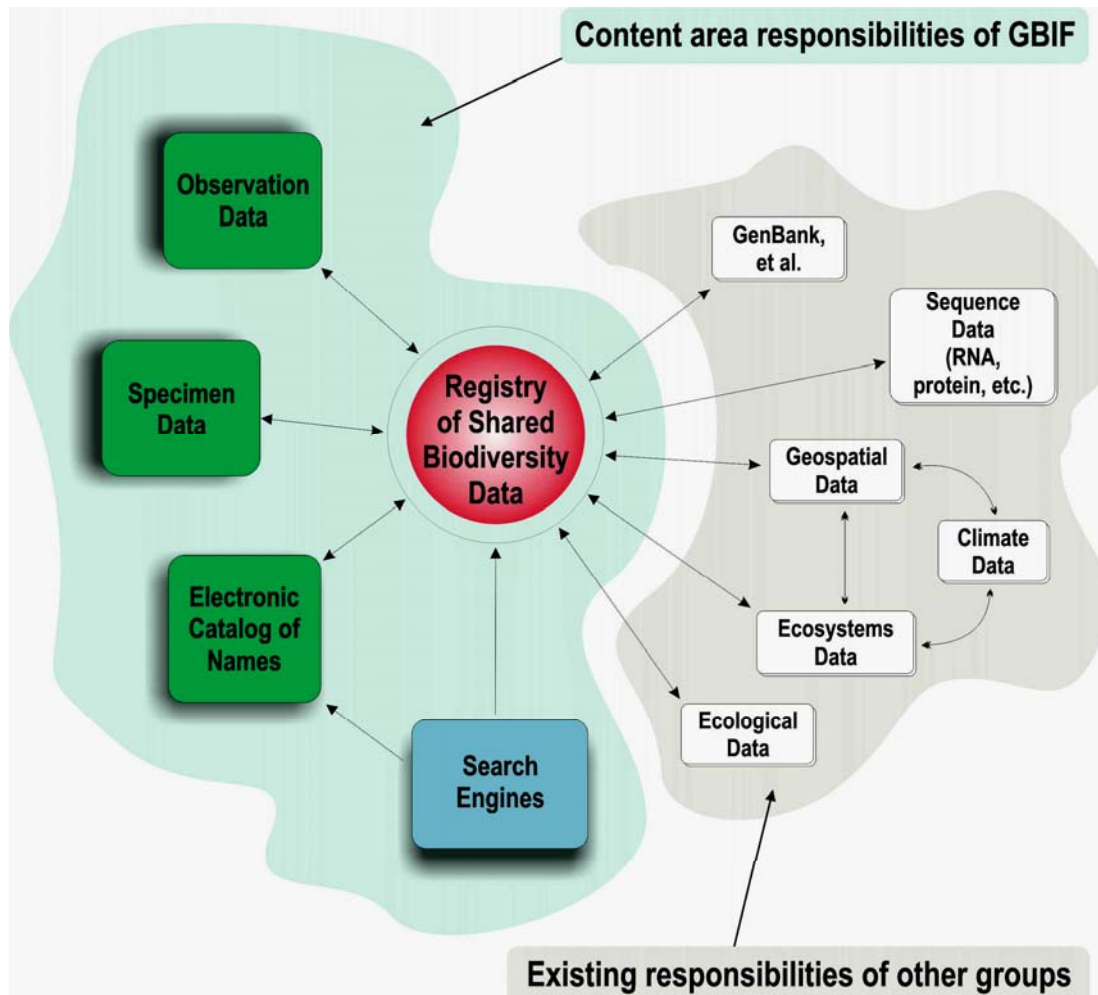 Content area responsibilities of GBIF
Observation
Data
Specimen
Data
Electronic
Catalog of
Names
Search
Engines
Registry
of Shared
Biodiversity
Data
GenBank,
et al.
Sequence
Data
(RNA,
protein, etc.)
Geospatial
Data
Climate
Data
Ecosystems
Data
Ecological
Data
Existing responsibilities of other groups